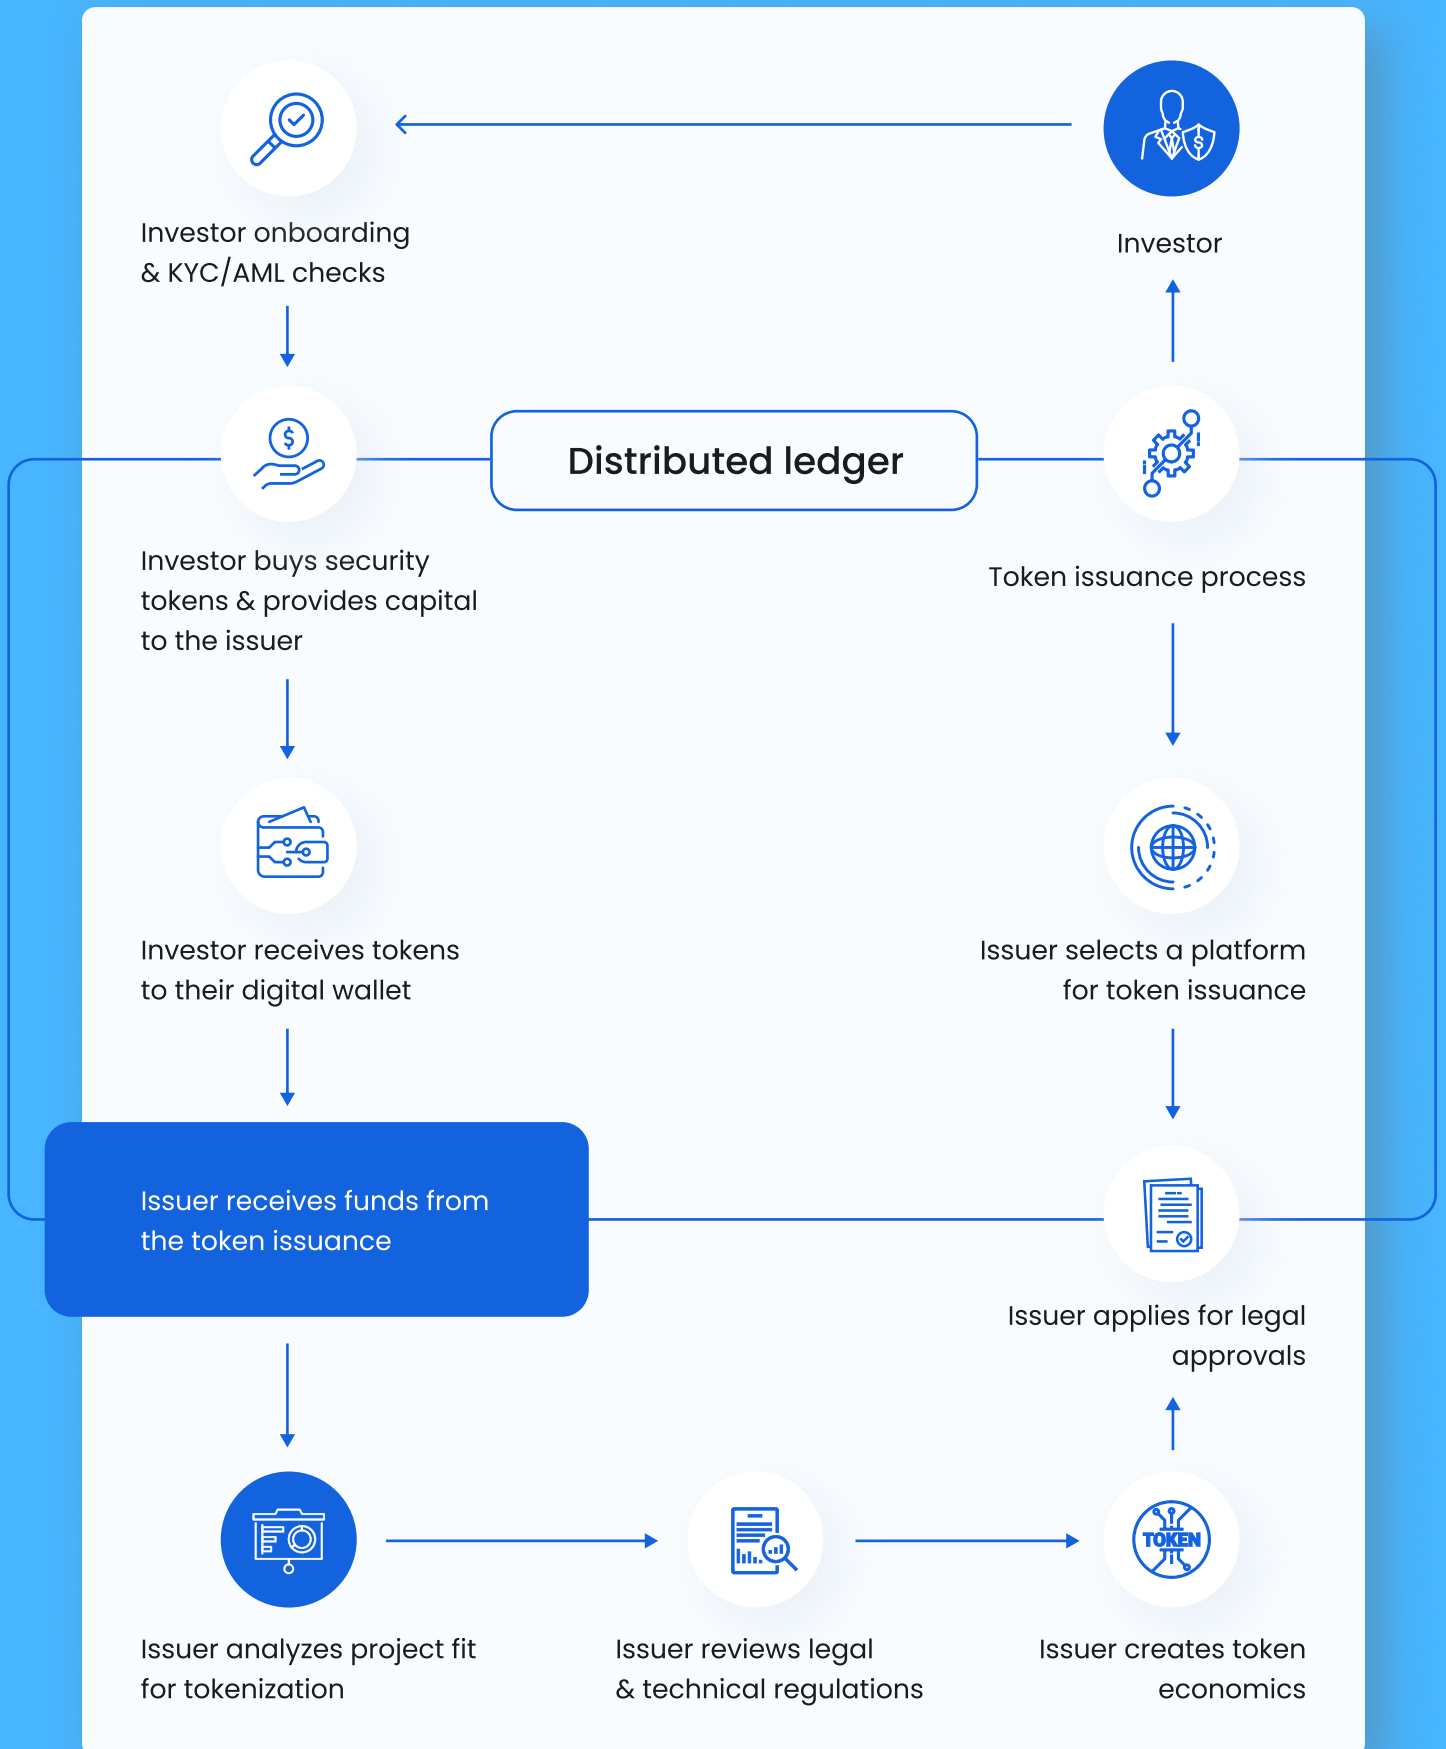 Investor onboarding
& KYC/AML checks
Investor
Distributed ledger
Investor buys security
tokens & provides capital
to the issuer
Token issuance process
Investor receives tokens
to their digital wallet
Issuer selects a platform
for token issuance
Issuer receives funds from
the token issuance
Issuer applies for legal
approvals
TOKEN
Issuer analyzes project fit
for tokenization
Issuer reviews legal
& technical regulations
Issuer creates token
economics